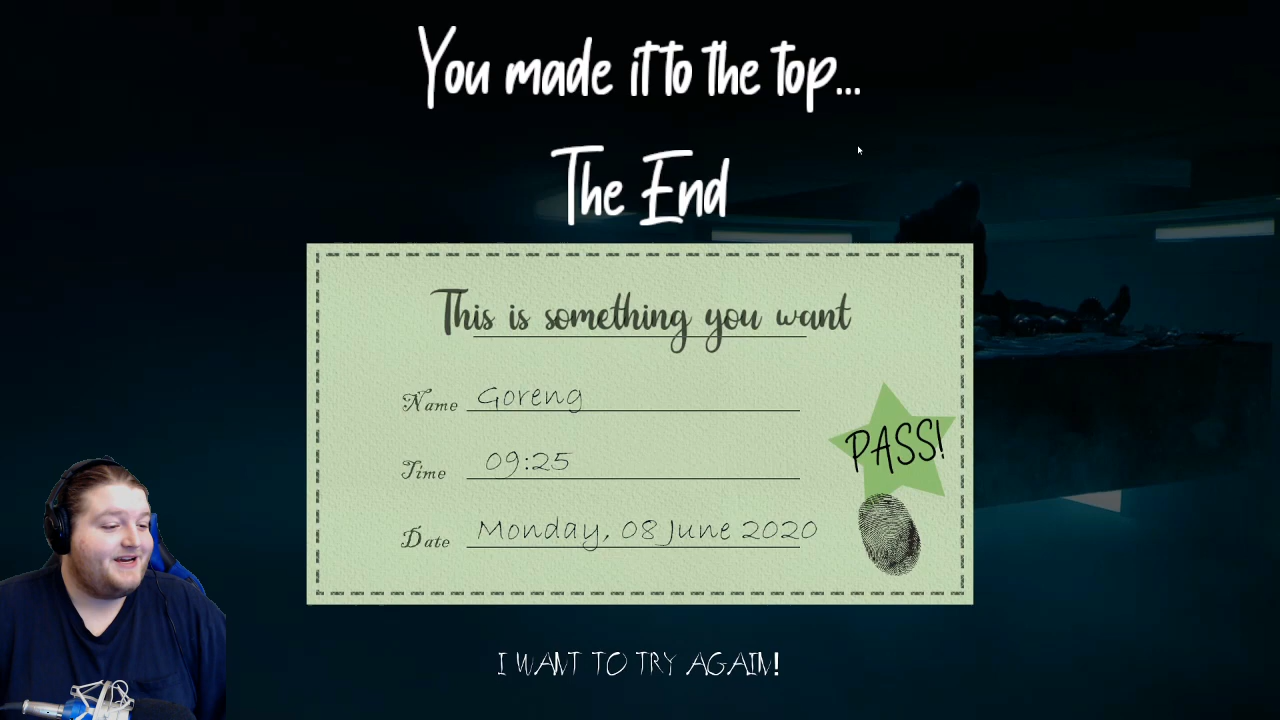 You made it to the top...
The End
This is something you want
Name Goreng
Time 09:25
PASS!
Date Monday, 08 June 2020
I WANT TO TRY AGAIN!